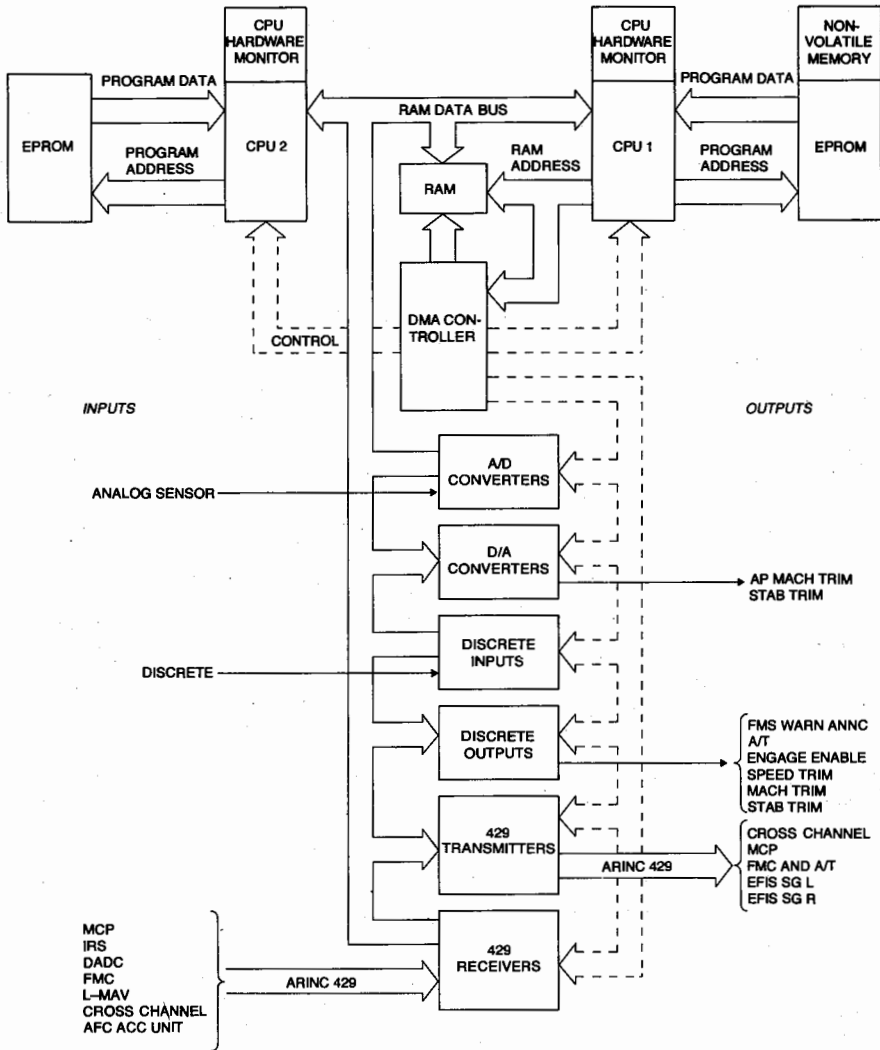 CPU
HARDWARE
MONITOR
CPU
HARDWARE
MONITOR
NON-
VOLATILE
MEMORY
PROGRAM DATA
RAM DATA BUS
PROGRAM DATA
EPROM
CPU 2
PROGRAM
ADDRESS
RAM
RAM
ADDRESS
CPU 1
PROGRAM
ADDRESS
EPROM
DMA CON-
TROLLER
CONTROL
INPUTS
OUTPUTS
A/D
CONVERTERS
ANALOG SENSOR
D/A
CONVERTERS
AP MACH TRIM
STAB TRIM
DISCRETE
INPUTS
DISCRETE
DISCRETE
OUTPUTS
FMS WARN ANNC
A/T
ENGAGE ENABLE
SPEED TRIM
MACH TRIM
STAB TRIM
429
TRANSMITTERS
ARINC 429
CROSS CHANNEL
MCP
FMC AND A/T
EFIS SG L
EFIS SG R
429
RECEIVERS
MCP
IRS
DADC
FMC
L–MAV
CROSS CHANNEL
AFC ACC UNIT
ARINC 429